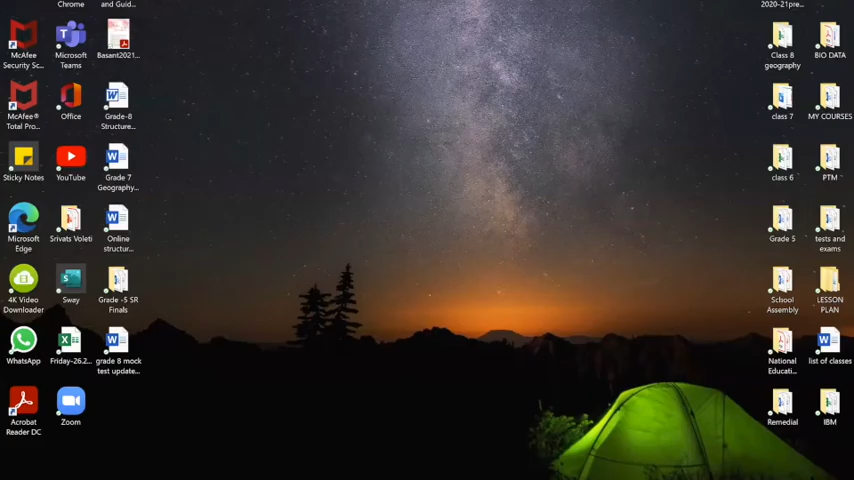 Chrome
and Guid...
McAfee
Security Sc...
Microsoft
Teams
Basant2021...
McAfee®
Total Pro...
Office
Grade-8
Structure...
Sticky Notes
YouTube
Grade 7
Geography...
Microsoft
Edge
Srivats Voleti
Online
structur...
4K Video
Downloader
Sway
Grade -5 SR
Finals
WhatsApp
Friday-26.2...
grade 8 mock
test update...
Acrobat
Reader DC
Zoom
2020-21pre...
Class 8
geography
BIO DATA
class 7
MY COURSES
class 6
PTM
Grade 5
tests and
exams
School
Assembly
LESSON
PLAN
National
Educati...
list of classes
Remedial
IBM